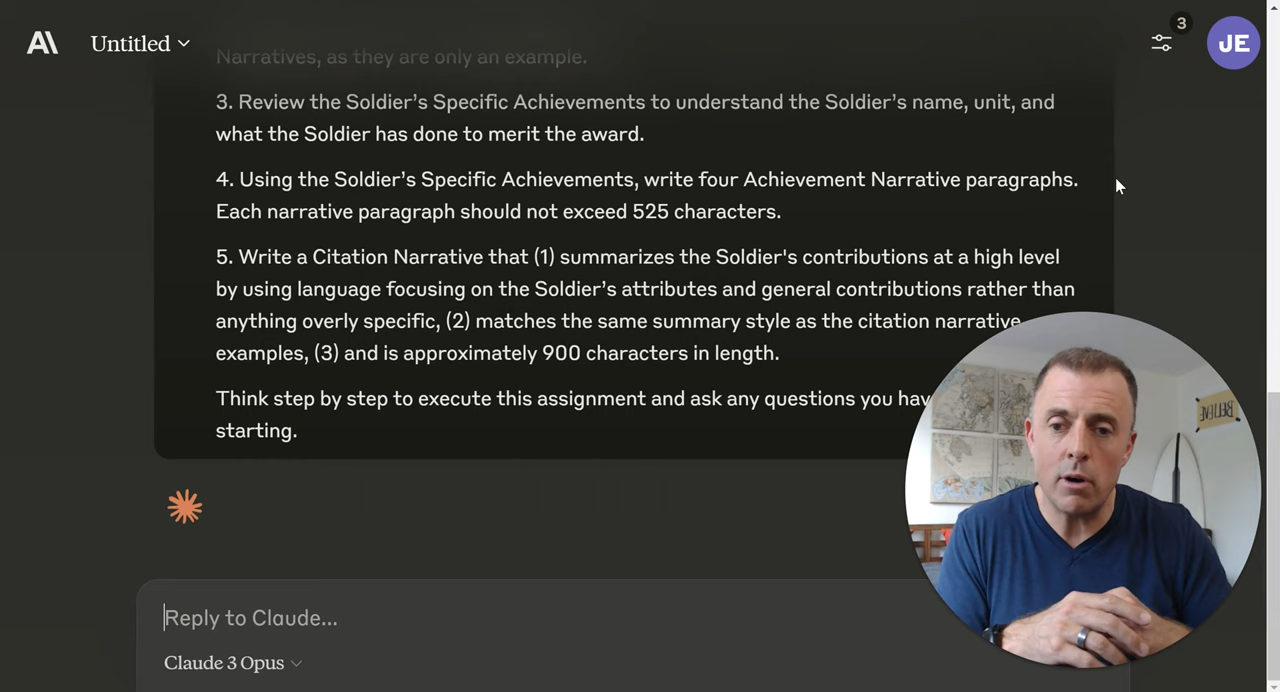 Untitled
3
JE
Narratives, as they are only an example.
3. Review the Soldier’s Specific Achievements to understand the Soldier’s name, unit, and
what the Soldier has done to merit the award.
4. Using the Soldier’s Specific Achievements, write four Achievement Narrative paragraphs.
Each narrative paragraph should not exceed 525 characters.
5. Write a Citation Narrative that (1) summarizes the Soldier's contributions at a high level
by using language focusing on the Soldier’s attributes and general contributions rather than
anything overly specific, (2) matches the same summary style as the citation narrative
examples, (3) and is approximately 900 characters in length.
Think step by step to execute this assignment and ask any questions you hav
starting.
BELIEVE
Reply to Claude...
Claude 3 Opus